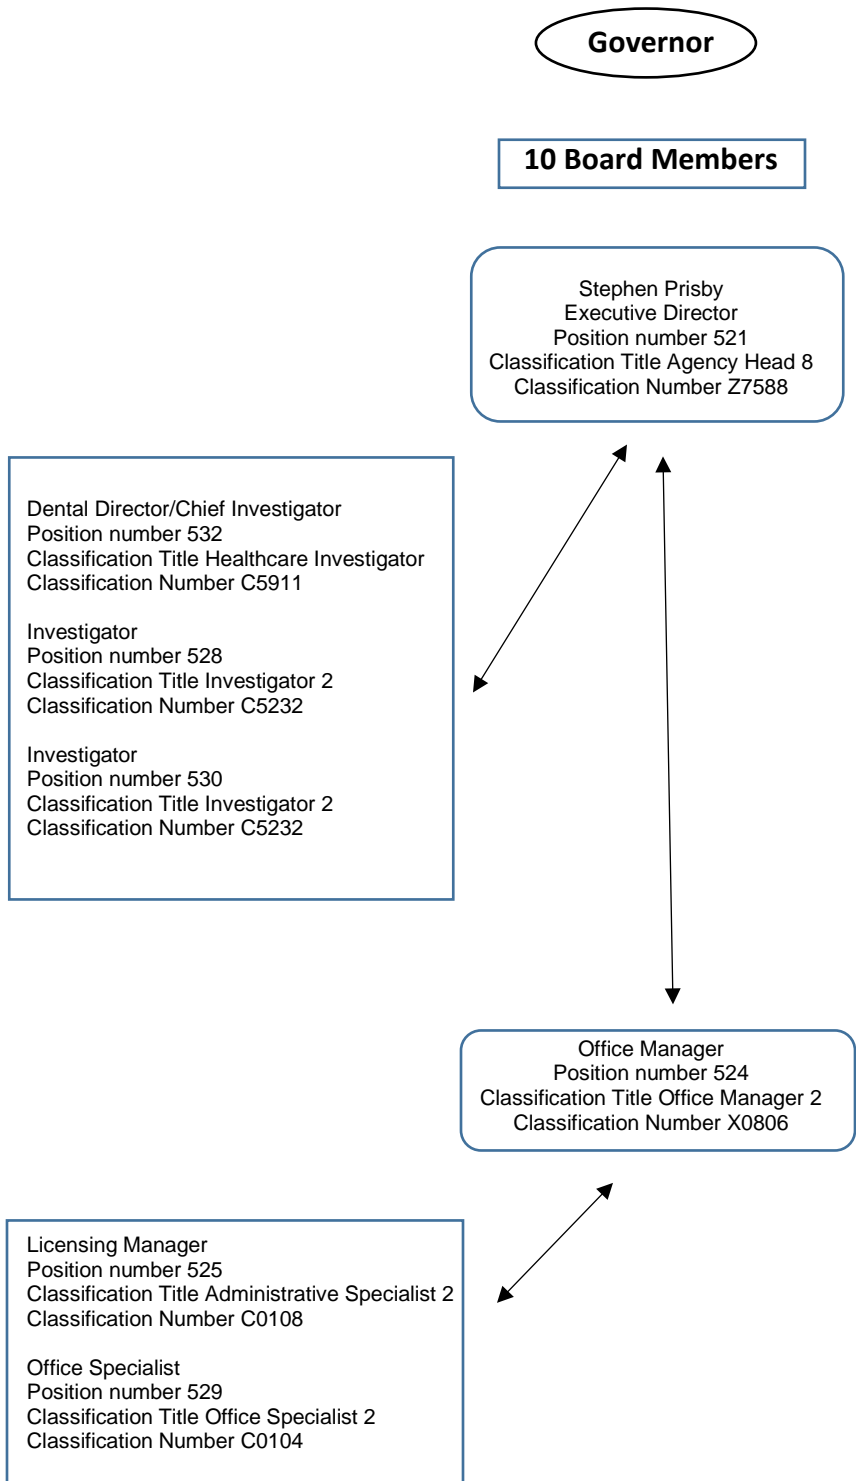 Governor
10 Board Members
Stephen Prisby
Executive Director
Position number 521
Classification Title Agency Head 8
Classification Number Z7588
Dental Director/Chief Investigator
Position number 532
Classification Title Healthcare Investigator
Classification Number C5911
Investigator
Position number 528
Classification Title Investigator 2
Classification Number C5232
Investigator
Position number 530
Classification Title Investigator 2
Classification Number C5232
Office Manager
Position number 524
Classification Title Office Manager 2
Classification Number X0806
Licensing Manager
Position number 525
Classification Title Administrative Specialist 2
Classification Number C0108
Office Specialist
Position number 529
Classification Title Office Specialist 2
Classification Number C0104